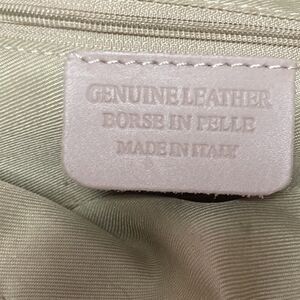 GENUINE LEATHER
BORSE IN PELLE
MADE IN ITALY